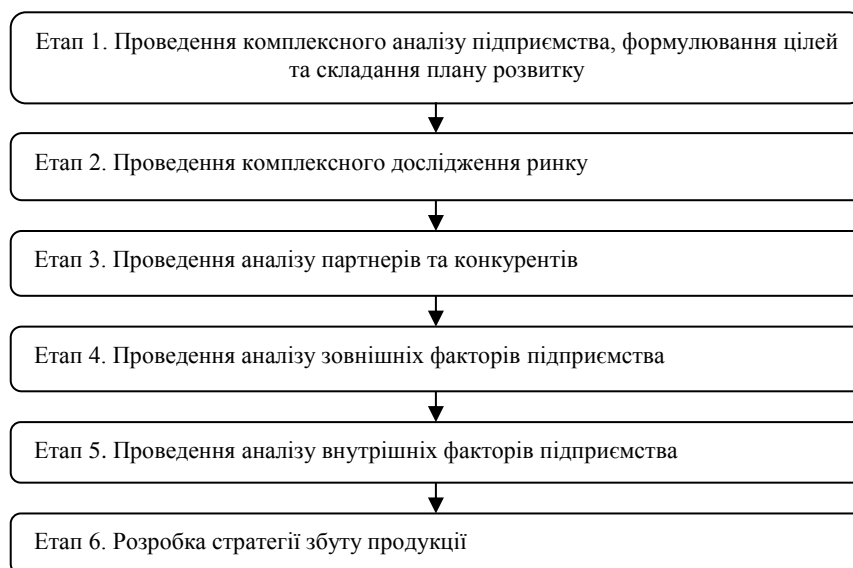 Етап 1. Проведення комплексного аналізу підприємства, формулювання цілей
та складання плану розвитку
Етап 2. Проведення комплексного дослідження ринку
Етап 3. Проведення аналізу партнерів та конкурентів
Етап 4. Проведення аналізу зовнішніх факторів підприємства
Етап 5. Проведення аналізу внутрішніх факторів підприємства
Етап 6. Розробка стратегії збуту продукції